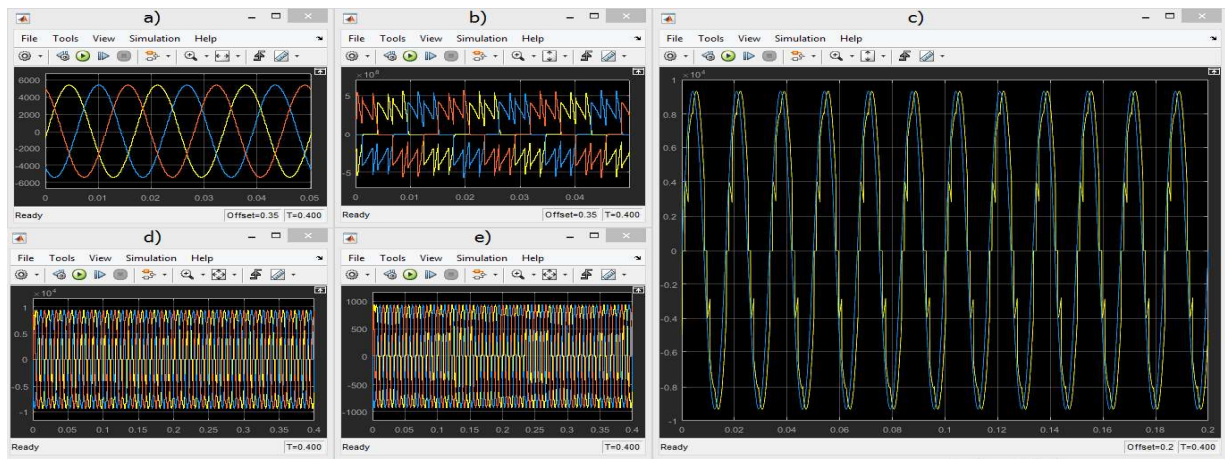 a)
File Tools View Simulation Help
6000
4000
2000
0
-2000
-4000
-6000
0 0.01 0.02 0.03 0.04 0.05
Ready Offset=0.35 T=0.400
b)
File Tools View Simulation Help
5
0
-5
0 0.01 0.02 0.03 0.04
Ready Offset=0.35 T=0.400
c)
File Tools View Simulation Help
×10⁴
1
0.8
0.6
0.4
0.2
0
-0.2
-0.4
-0.6
-0.8
-1
0 0.02 0.04 0.06 0.08 0.1 0.12 0.14 0.16 0.18 0.2
Ready Offset=0.2 T=0.400
d)
File Tools View Simulation Help
×10⁴
1
0.5
0
-0.5
-1
0 0.05 0.1 0.15 0.2 0.25 0.3 0.35 0.4
Ready T=0.400
e)
File Tools View Simulation Help
1000
500
0
-500
-1000
0 0.05 0.1 0.15 0.2 0.25 0.3 0.35 0.4
Ready T=0.400